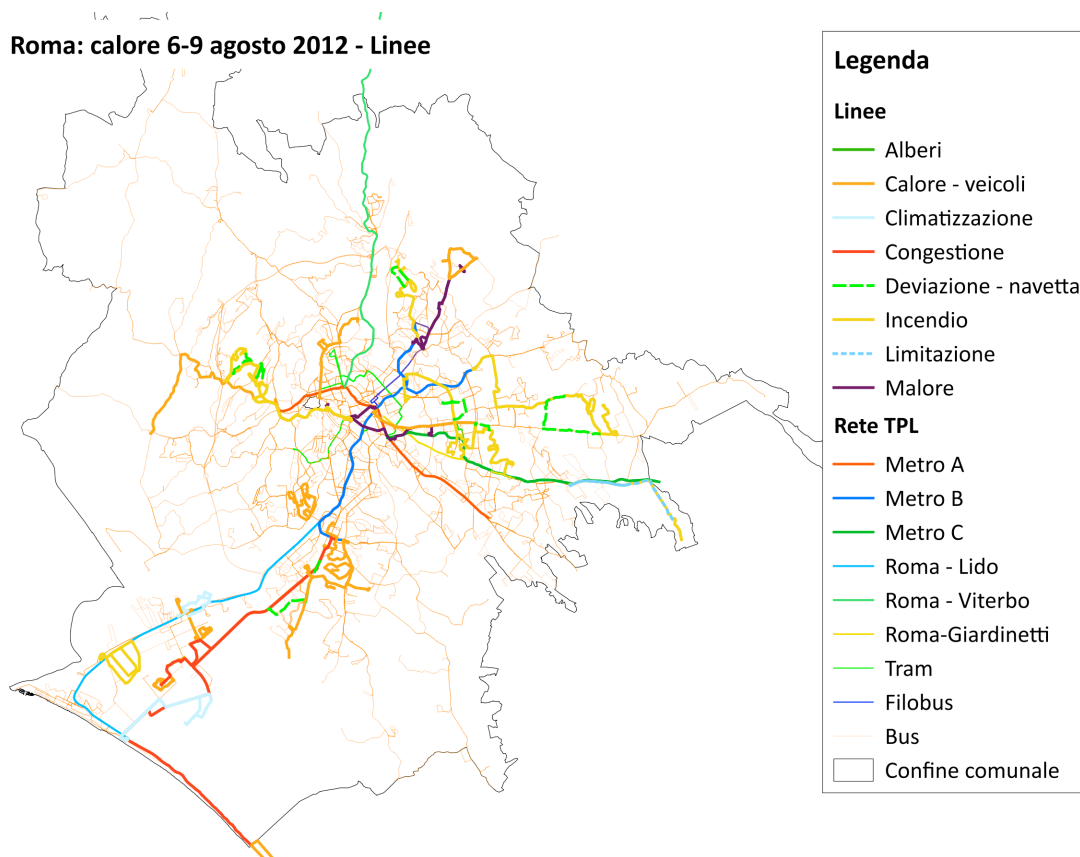 Roma: calore 6-9 agosto 2012 - Linee
Legenda
Linee
Alberi
Calore - veicoli
Climatizzazione
Congestione
Deviazione - navetta
Incendio
Limitazione
Malore
Rete TPL
Metro A
Metro B
Metro C
Roma - Lido
Roma - Viterbo
Roma-Giardinetti
Tram
Filobus
Bus
Confine comunale